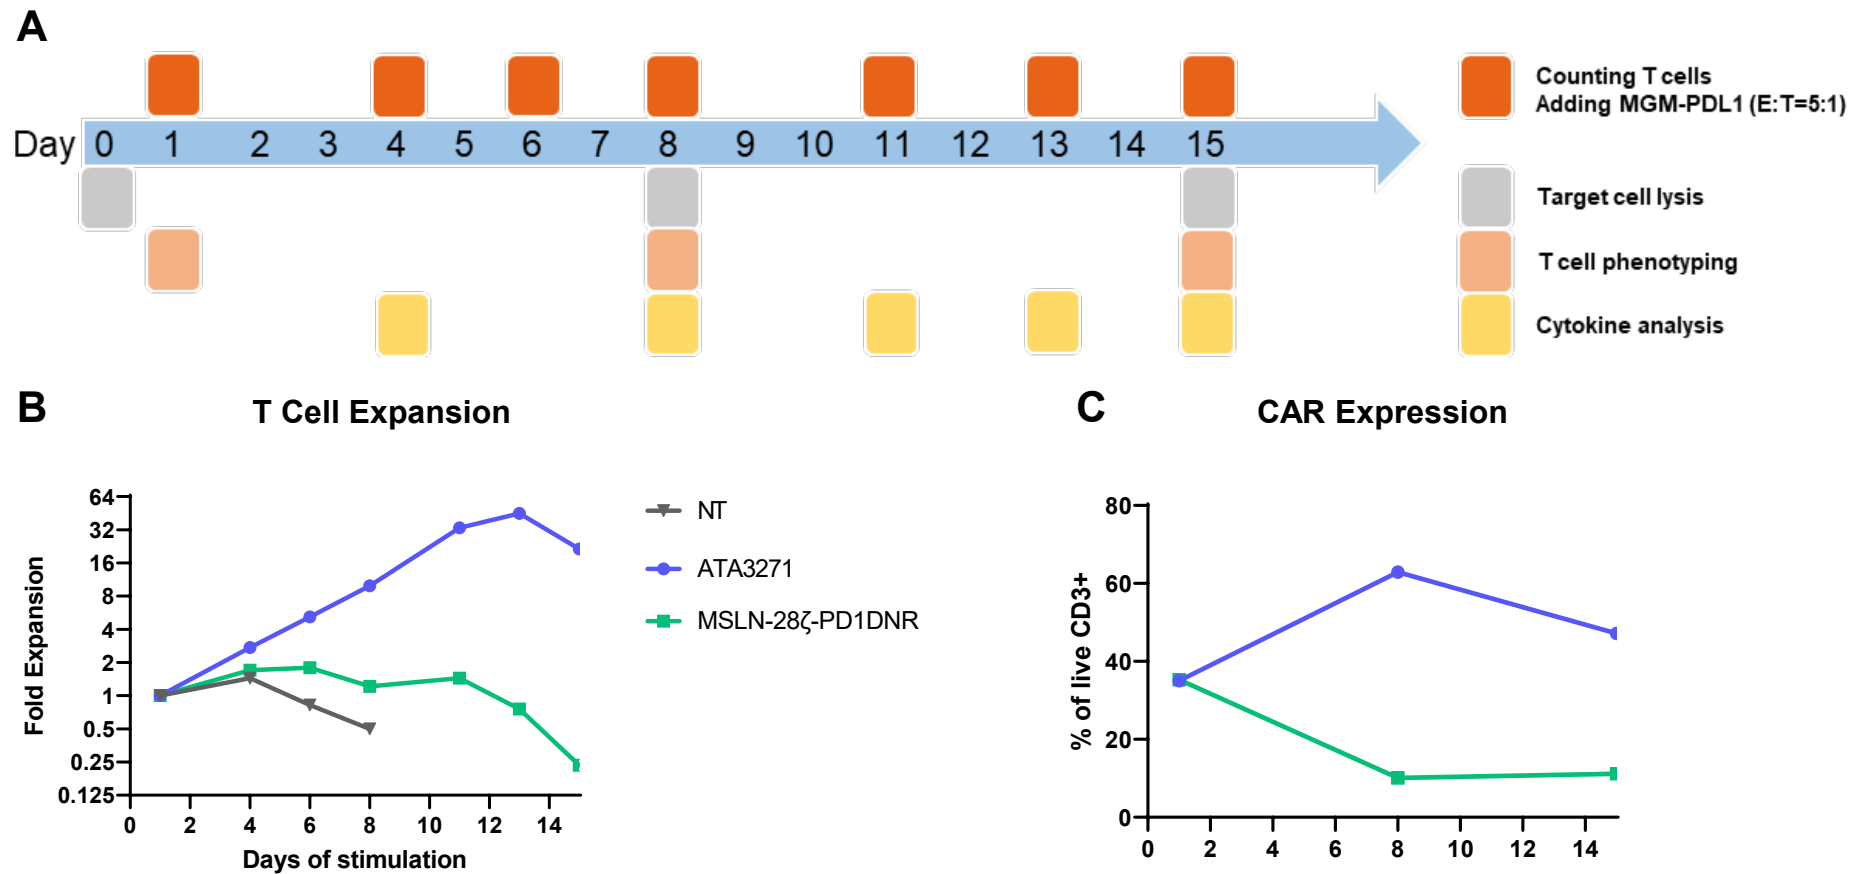 A
Counting T cells
Adding MGM-PDL1 (E:T=5:1)
Day 0 1 2 3 4 5 6 7 8 9 10 11 12 13 14 15
Target cell lysis
T cell phenotyping
Cytokine analysis
B
T Cell Expansion
64
32
16
8
4
2
1
0.5
0.25
0.125
Fold Expansion
0 2 4 6 8 10 12 14
Days of stimulation
NT
ATA3271
MSLN-28ζ-PD1DNR
C
CAR Expression
80
60
40
20
0
% of live CD3+
0 2 4 6 8 10 12 14